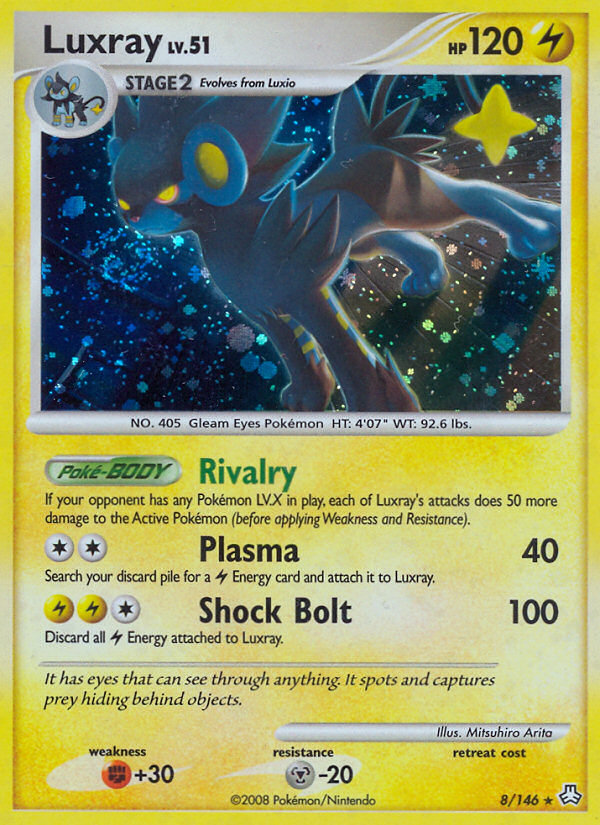 Luxray LV.51
HP 120
STAGE2 Evolves from Luxio
NO. 405 Gleam Eyes Pokémon HT: 4'07" WT: 92.6 lbs.
Poké-BODY Rivalry
If your opponent has any Pokémon LV.X in play, each of Luxray's attacks does 50 more
damage to the Active Pokémon (before applying Weakness and Resistance).
Plasma 40
Search your discard pile for a Energy card and attach it to Luxray.
Shock Bolt 100
Discard all Energy attached to Luxray.
It has eyes that can see through anything. It spots and captures
prey hiding behind objects.
Illus. Mitsuhiro Arita
weakness resistance retreat cost
+30 -20
©2008 Pokémon/Nintendo 8/146 ★